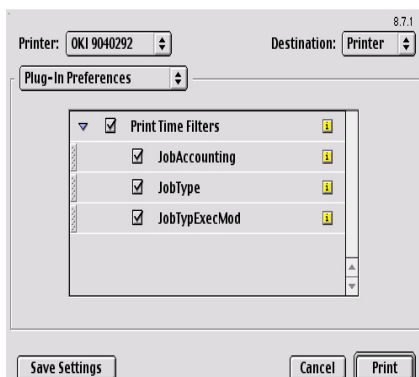 8.7.1
Printer: OKI 9040292 Destination: Printer
Plug-In Preferences
Print Time Filters
JobAccounting
JobType
JobTypExecMod
Save Settings Cancel Print